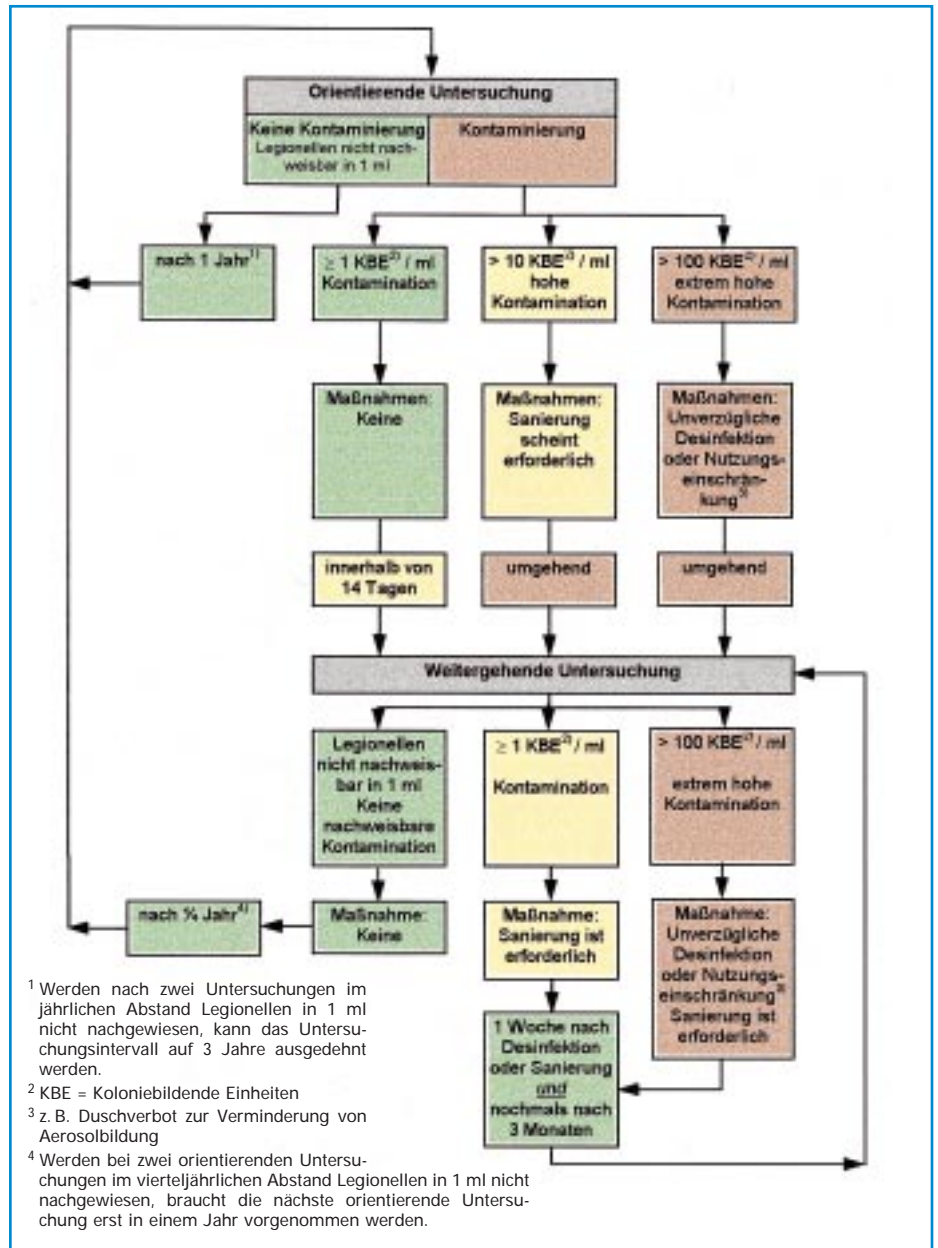 Orientierende Untersuchung
Keine Kontaminierung
Legionellen nicht nach-
weisbar in 1 ml
Kontaminierung
nach 1 Jahr1)
≥ 1 KBE2) / ml
Kontamination
> 10 KBE2) / ml
hohe
Kontamination
> 100 KBE2) / ml
extrem hohe
Kontamination
Maßnahmen:
Keine
Maßnahmen:
Sanierung
scheint
erforderlich
Maßnahmen:
Unverzügliche
Desinfektion
oder Nutzungs-
einschrän-
kung3)
innerhalb von
14 Tagen
umgehend
umgehend
Weitergehende Untersuchung
Legionellen
nicht nachweis-
bar in 1 ml
Keine
nachweisbare
Kontamination
≥ 1 KBE2) / ml
Kontamination
> 100 KBE2) / ml
extrem hohe
Kontamination
nach ¼ Jahr4)
Maßnahme:
Keine
Maßnahme:
Sanierung ist
erforderlich
Maßnahme:
Unverzügliche
Desinfektion
oder Nutzungs-
einschränkung3)
Sanierung ist
erforderlich
1 Woche nach
Desinfektion
oder Sanierung
und
nochmals nach
3 Monaten
1 Werden nach zwei Untersuchungen im
jährlichen Abstand Legionellen in 1 ml
nicht nachgewiesen, kann das Untersu-
chungsintervall auf 3 Jahre ausgedehnt
werden.
2 KBE = Koloniebildende Einheiten
3 z. B. Duschverbot zur Verminderung von
Aerosolbildung
4 Werden bei zwei orientierenden Untersu-
chungen im vierteljährlichen Abstand Legionellen in 1 ml nicht
nachgewiesen, braucht die nächste orientierende Untersu-
chung erst in einem Jahr vorgenommen werden.